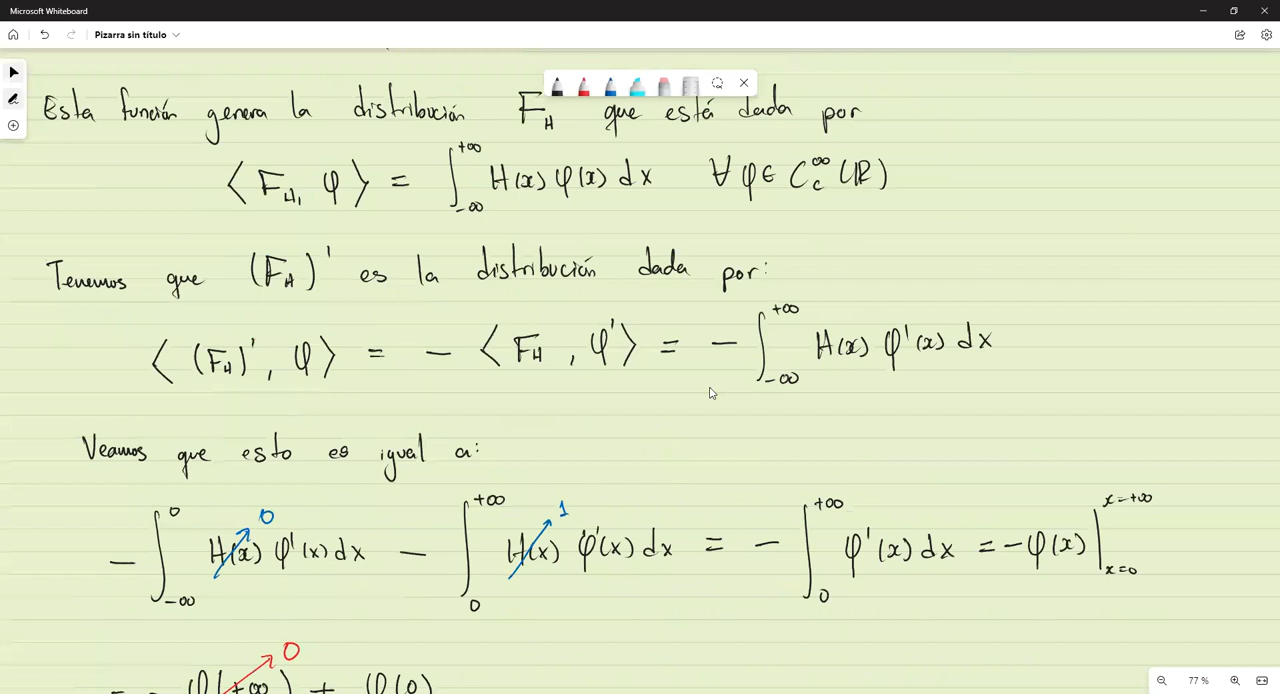 Microsoft Whiteboard
Pizarra sin título
Esta función genera la distribución F_H que está dada por
⟨F_H, φ⟩ = ∫_{-∞}^{+∞} H(x) φ(x) dx ∀ φ ∈ C_c^∞(ℝ)
Tenemos que (F_H)' es la distribución dada por:
⟨(F_H)', φ⟩ = - ⟨F_H, φ'⟩ = - ∫_{-∞}^{+∞} H(x) φ'(x) dx
Veamos que esto es igual a:
- ∫_{-∞}^{0} H(x) 0 φ'(x) dx - ∫_{0}^{+∞} H(x) 1 φ'(x) dx = - ∫_{0}^{+∞} φ'(x) dx = -φ(x) |_{x=0}^{x=+∞}
= - φ(+∞) 0 + φ(0)
77 %